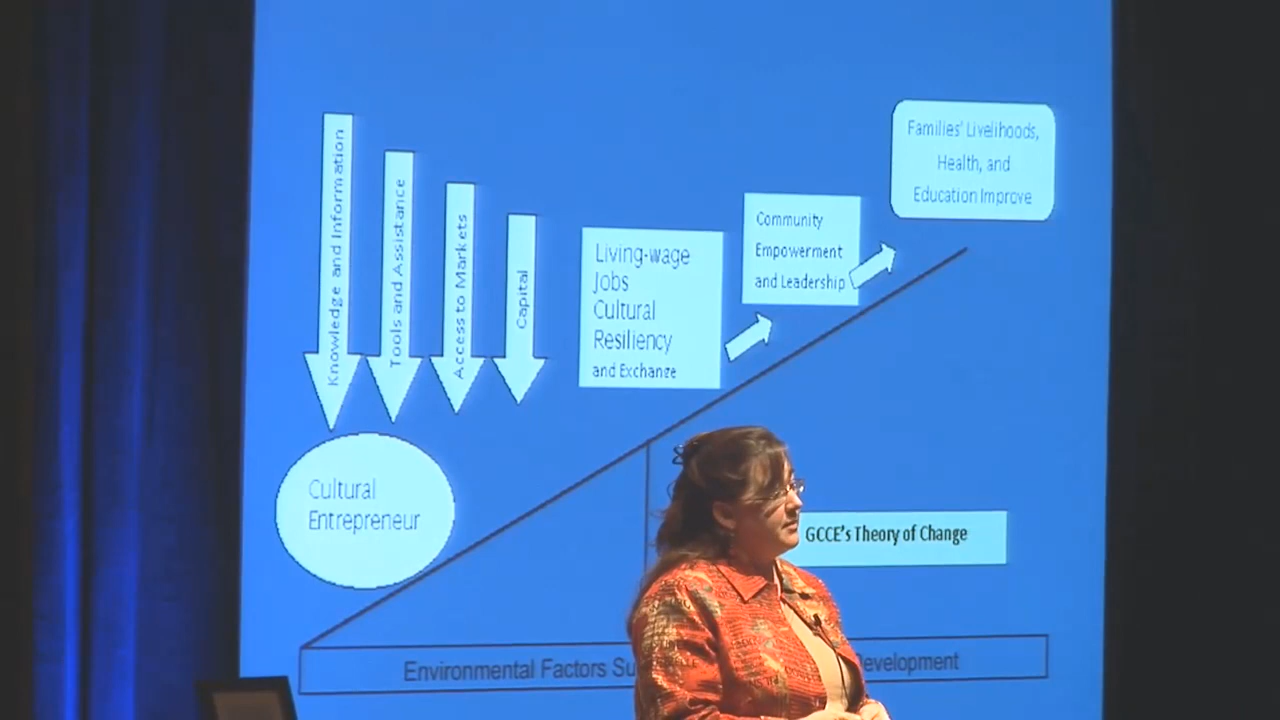 Knowledge and Information
Tools and Assistance
Access to Markets
Capital
Cultural
Entrepreneur
Living-wage
Jobs
Cultural
Resiliency
and Exchange
Community
Empowerment
and Leadership
Families' Livelihoods,
Health, and
Education Improve
GCCE's Theory of Change
Environmental Factors